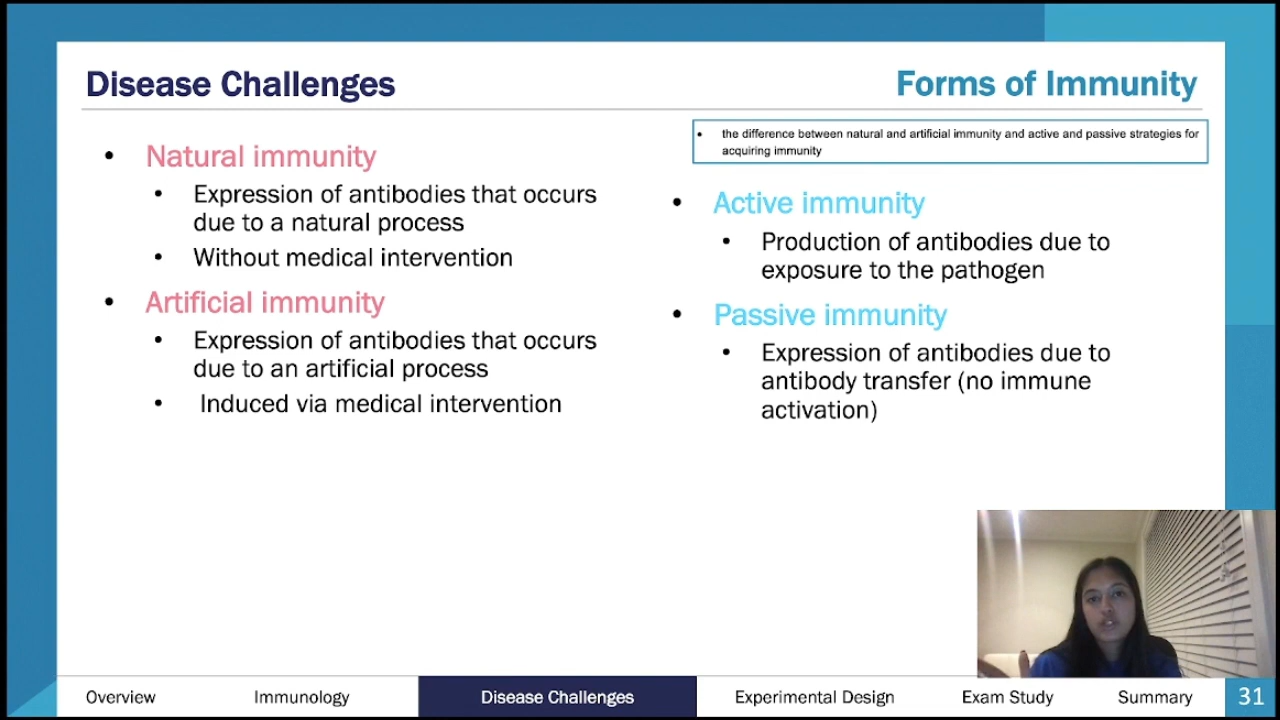 Disease Challenges
Forms of Immunity
• the difference between natural and artificial immunity and active and passive strategies for
acquiring immunity
• Natural immunity
• Expression of antibodies that occurs
due to a natural process
• Without medical intervention
• Artificial immunity
• Expression of antibodies that occurs
due to an artificial process
• Induced via medical intervention
• Active immunity
• Production of antibodies due to
exposure to the pathogen
• Passive immunity
• Expression of antibodies due to
antibody transfer (no immune
activation)
Overview Immunology Disease Challenges Experimental Design Exam Study Summary 31